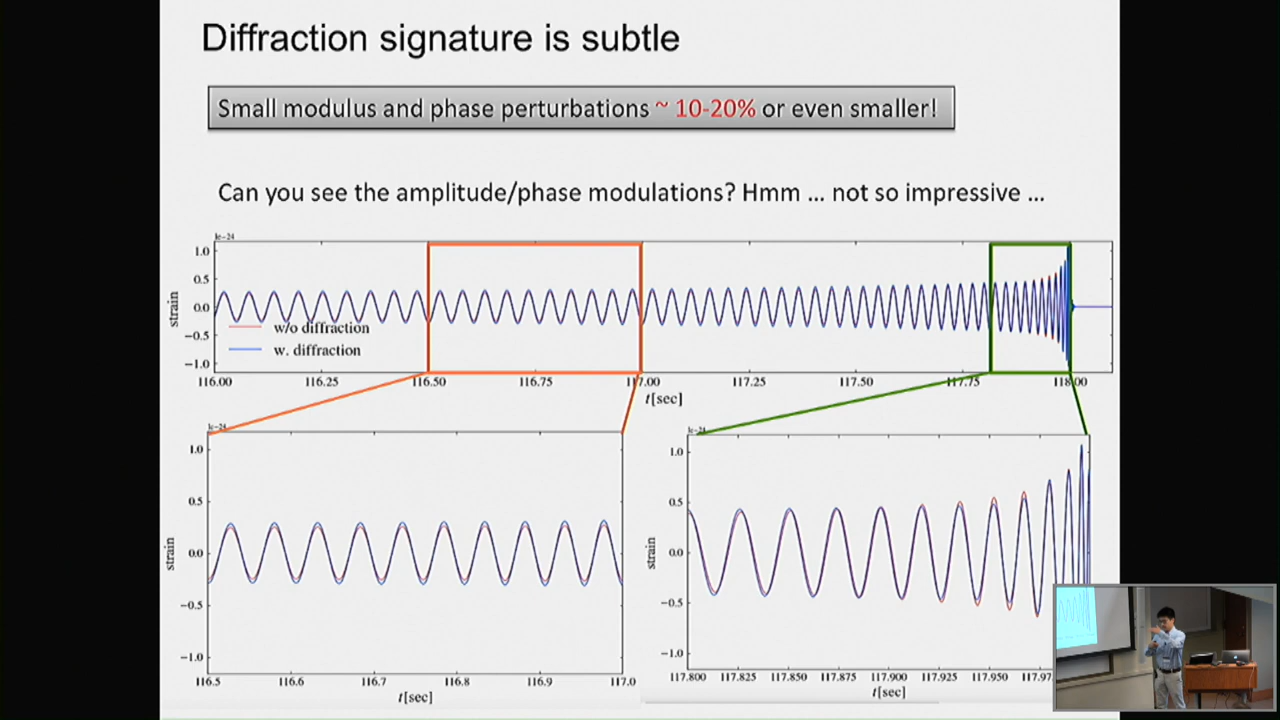 Diffraction signature is subtle
Small modulus and phase perturbations ~ 10-20% or even smaller!
Can you see the amplitude/phase modulations? Hmm ... not so impressive ...
1e−24
1.0
0.5
0.0
−0.5
−1.0
strain
w/o diffraction
w. diffraction
116.00 116.25 116.50 116.75 117.00 117.25 117.50 117.75 118.00
t[sec]
1e−24
1.0
0.5
0.0
−0.5
−1.0
strain
116.5 116.6 116.7 116.8 116.9 117.0
t[sec]
1e−24
1.0
0.5
0.0
−0.5
−1.0
strain
117.800 117.825 117.850 117.875 117.900 117.925 117.950 117.97
t[sec]